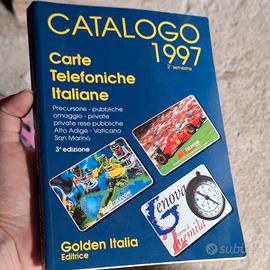 CATALOGO
1997
2° semestre
Carte
Telefoniche
Italiane
Precursorie - pubbliche
omaggio - private
private rese pubbliche
Alto Adige - Vaticano
San Marino
3ª edizione
Genova
Golden Italia
Editrice
subito